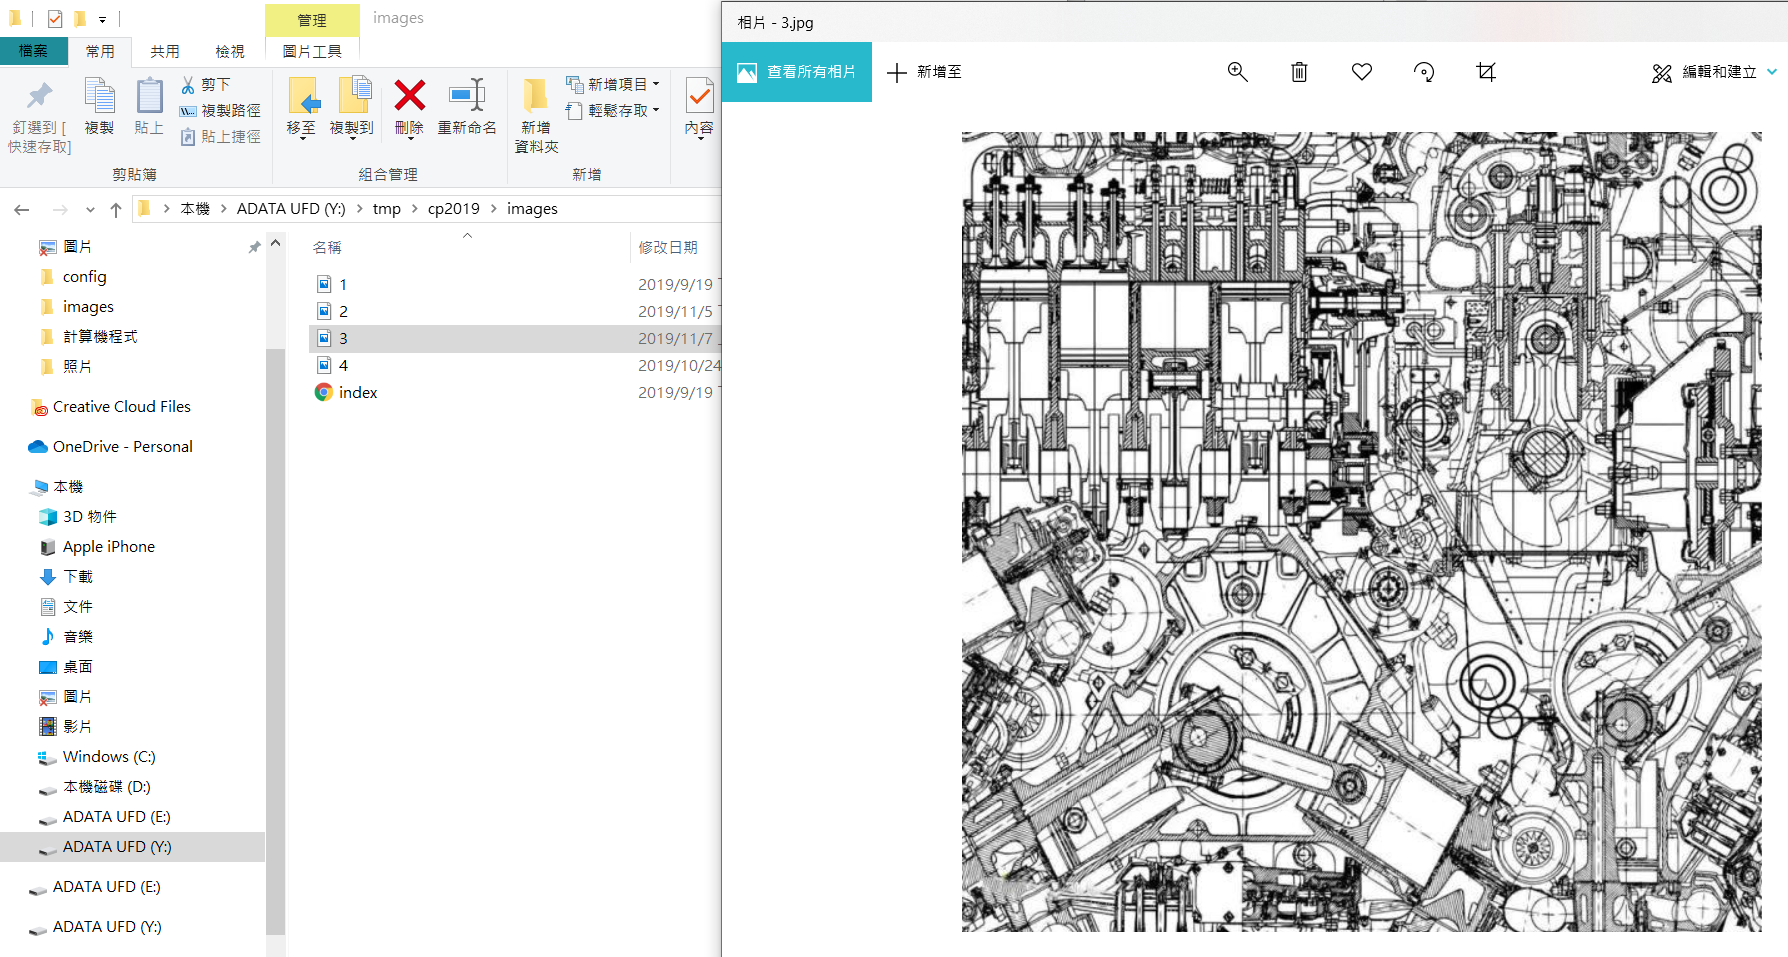 管理
images
檔案
常用
共用
檢視
圖片工具
釘選到 [
快速存取]
複製
貼上
剪下
複製路徑
貼上捷徑
剪貼簿
移至
複製到
刪除
重新命名
組合管理
新增
資料夾
新增項目
輕鬆存取
新增
內容
本機
ADATA UFD (Y:)
tmp
cp2019
images
圖片
config
images
計算機程式
照片
Creative Cloud Files
OneDrive - Personal
本機
3D 物件
Apple iPhone
下載
文件
音樂
桌面
圖片
影片
Windows (C:)
本機磁碟 (D:)
ADATA UFD (E:)
ADATA UFD (Y:)
ADATA UFD (E:)
ADATA UFD (Y:)
名稱
修改日期
1
2019/9/19
2
2019/11/5
3
2019/11/7
4
2019/10/24
index
2019/9/19
相片 - 3.jpg
查看所有相片
新增至
編輯和建立